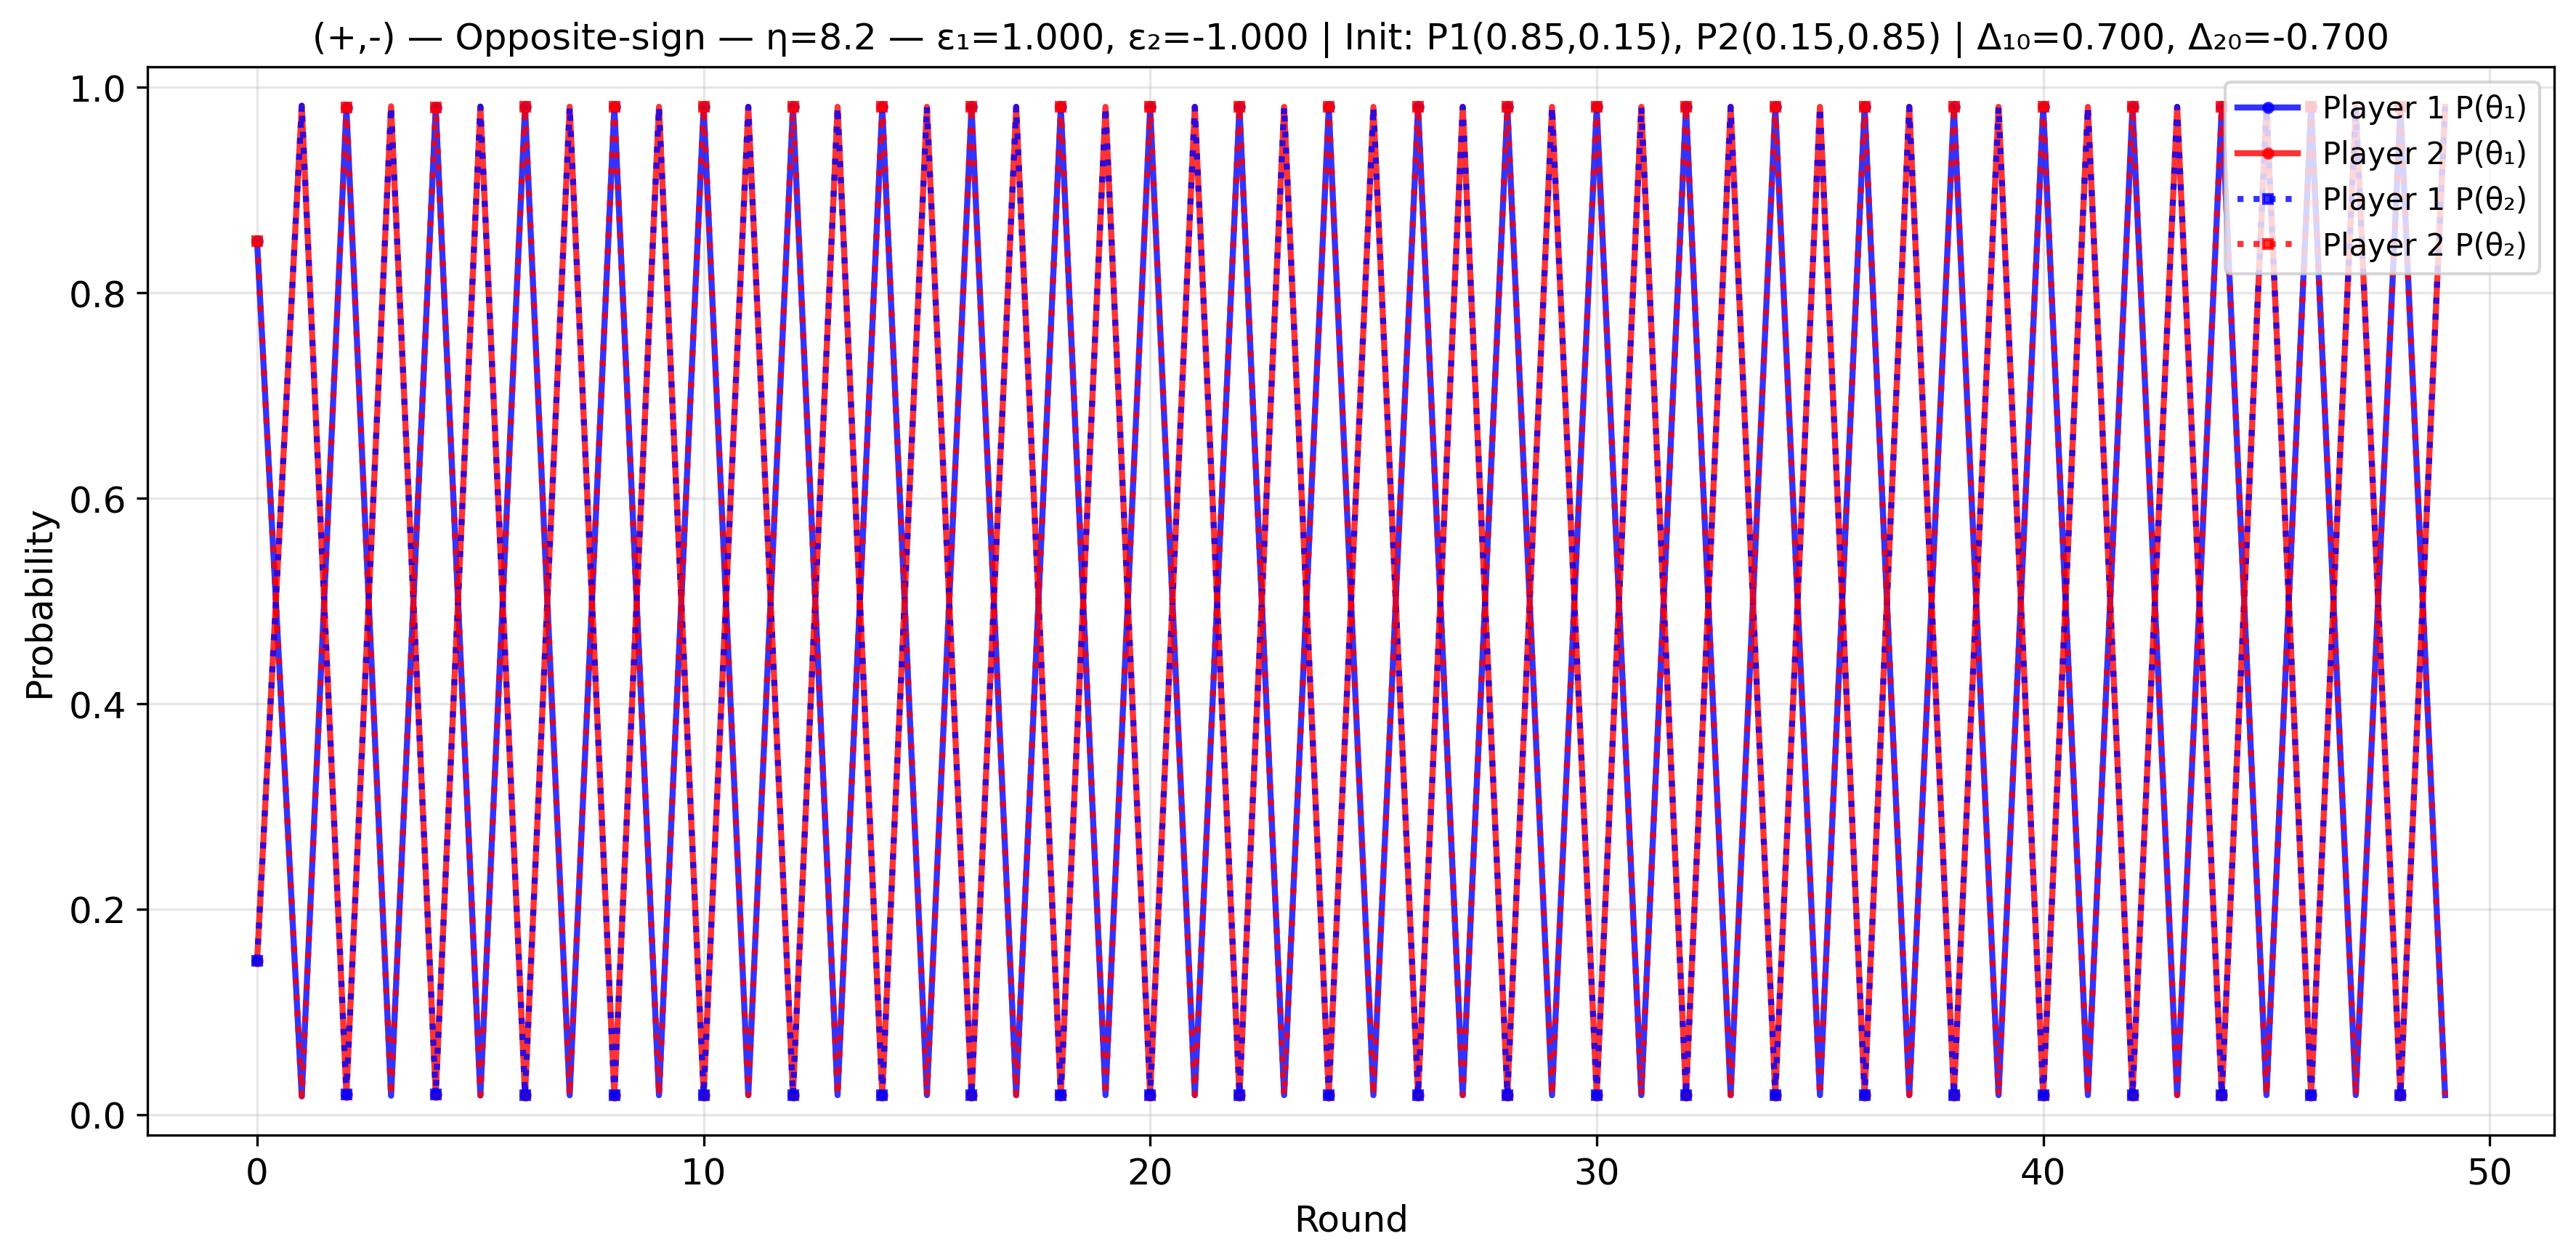 (+,-) — Opposite-sign — η=8.2 — ε₁=1.000, ε₂=-1.000 | Init: P1(0.85,0.15), P2(0.15,0.85) | Δ₁₀=0.700, Δ₂₀=-0.700
1.0
0.8
0.6
0.4
0.2
0.0
Probability
Player 1 P(θ₁)
Player 2 P(θ₁)
Player 1 P(θ₂)
Player 2 P(θ₂)
0 10 20 30 40 50
Round